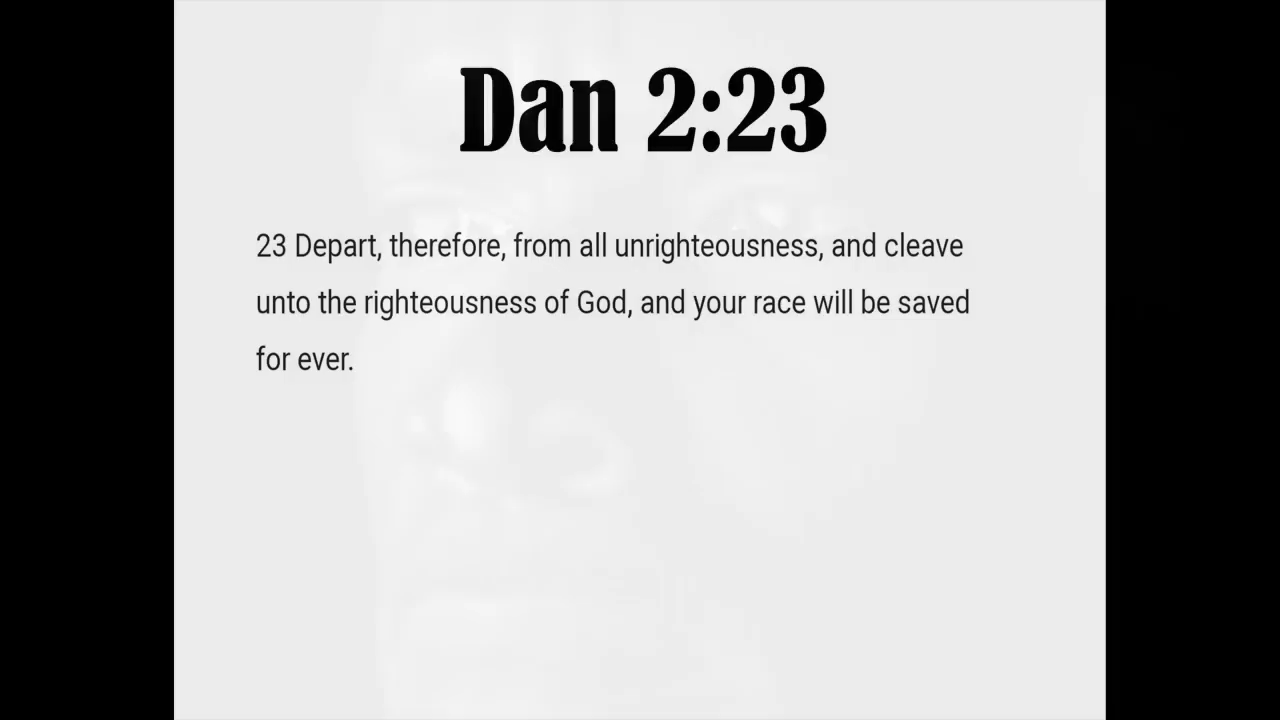 Dan 2:23
23 Depart, therefore, from all unrighteousness, and cleave
unto the righteousness of God, and your race will be saved
for ever.